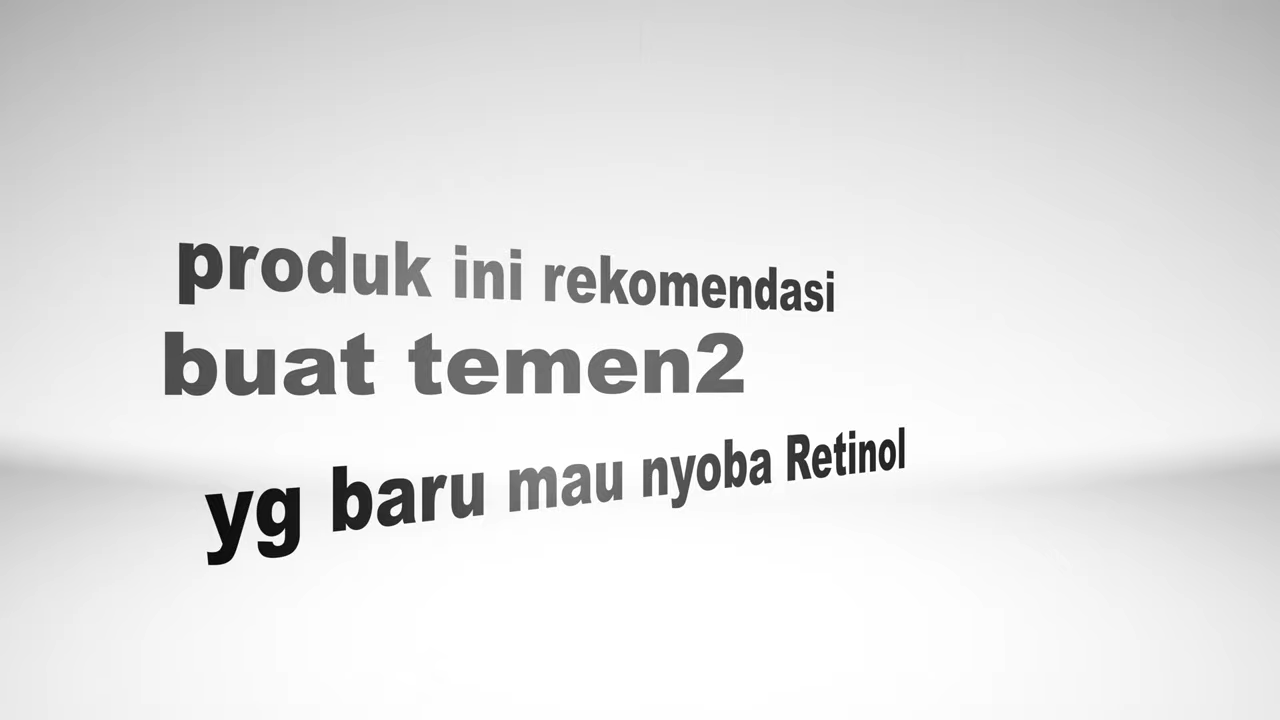 produk ini rekomendasi
buat temen2
yg baru mau nyoba Retinol